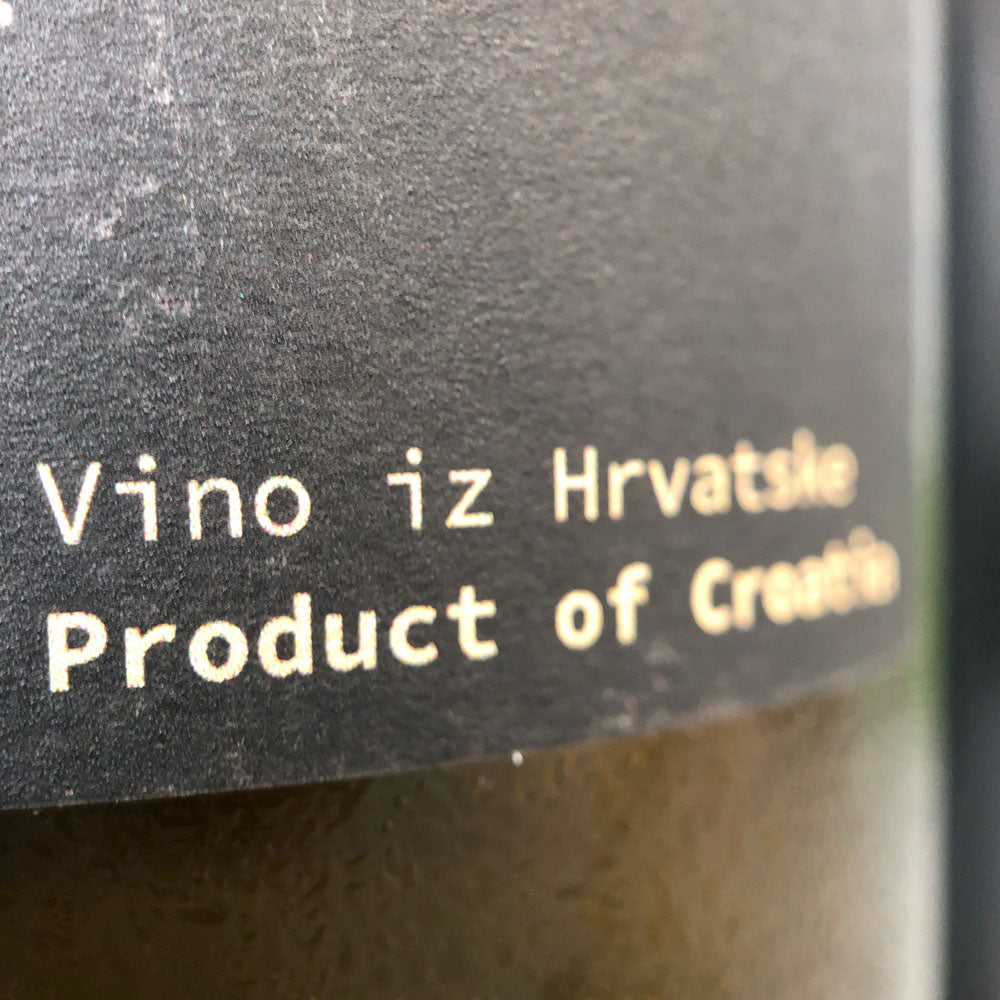 Vino iz Hrvatske
Product of Croatia